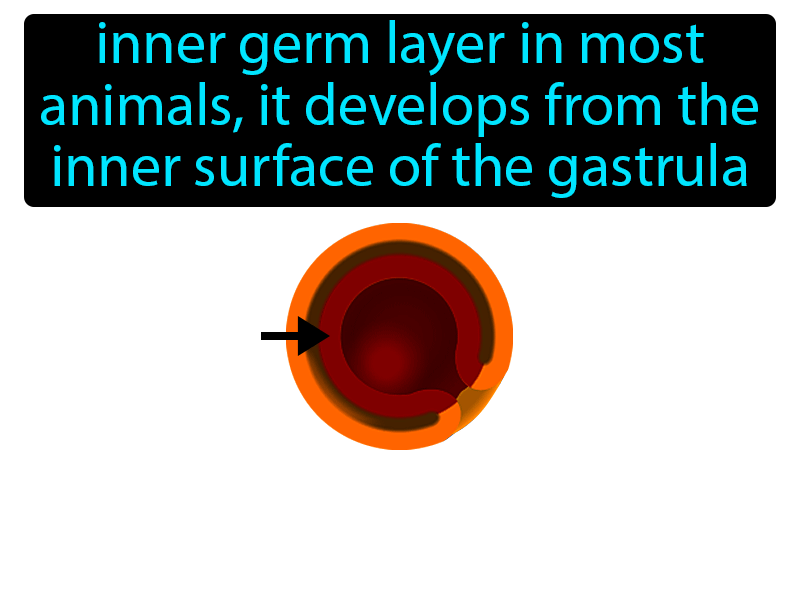 inner germ layer in most
animals, it develops from the
inner surface of the gastrula